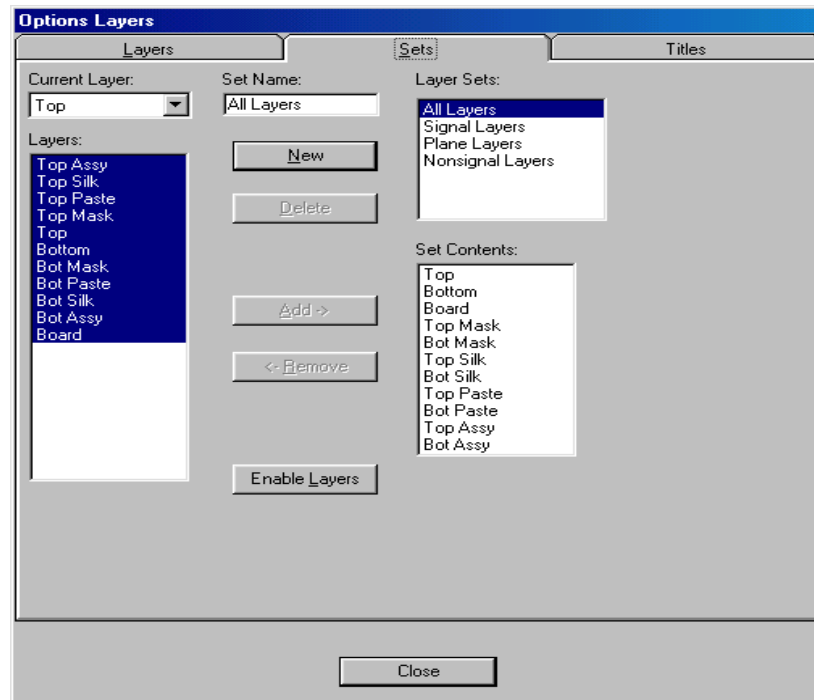 Options Layers
Layers
Sets
Titles
Current Layer:
Top
Layers:
Top Assy
Top Silk
Top Paste
Top Mask
Top
Bottom
Bot Mask
Bot Paste
Bot Silk
Bot Assy
Board
Set Name:
All Layers
New
Delete
Add ->
<- Remove
Enable Layers
Layer Sets:
All Layers
Signal Layers
Plane Layers
Nonsignal Layers
Set Contents:
Top
Bottom
Board
Top Mask
Bot Mask
Top Silk
Bot Silk
Top Paste
Bot Paste
Top Assy
Bot Assy
Close